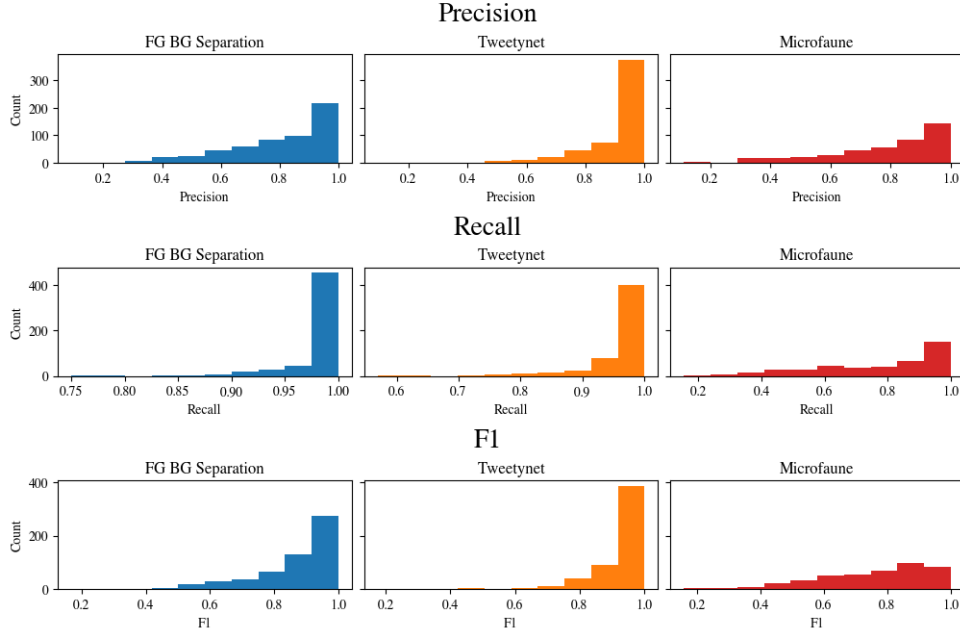 Precision
FG BG Separation Tweetynet Microfaune
Count
300
200
100
0
0.2 0.4 0.6 0.8 1.0 0.2 0.4 0.6 0.8 1.0 0.2 0.4 0.6 0.8 1.0
Precision Precision Precision
Recall
FG BG Separation Tweetynet Microfaune
Count
400
200
0
0.75 0.80 0.85 0.90 0.95 1.00 0.6 0.7 0.8 0.9 1.0 0.2 0.4 0.6 0.8 1.0
Recall Recall Recall
F1
FG BG Separation Tweetynet Microfaune
Count
400
200
0
0.2 0.4 0.6 0.8 1.0 0.2 0.4 0.6 0.8 1.0 0.2 0.4 0.6 0.8 1.0
F1 F1 F1